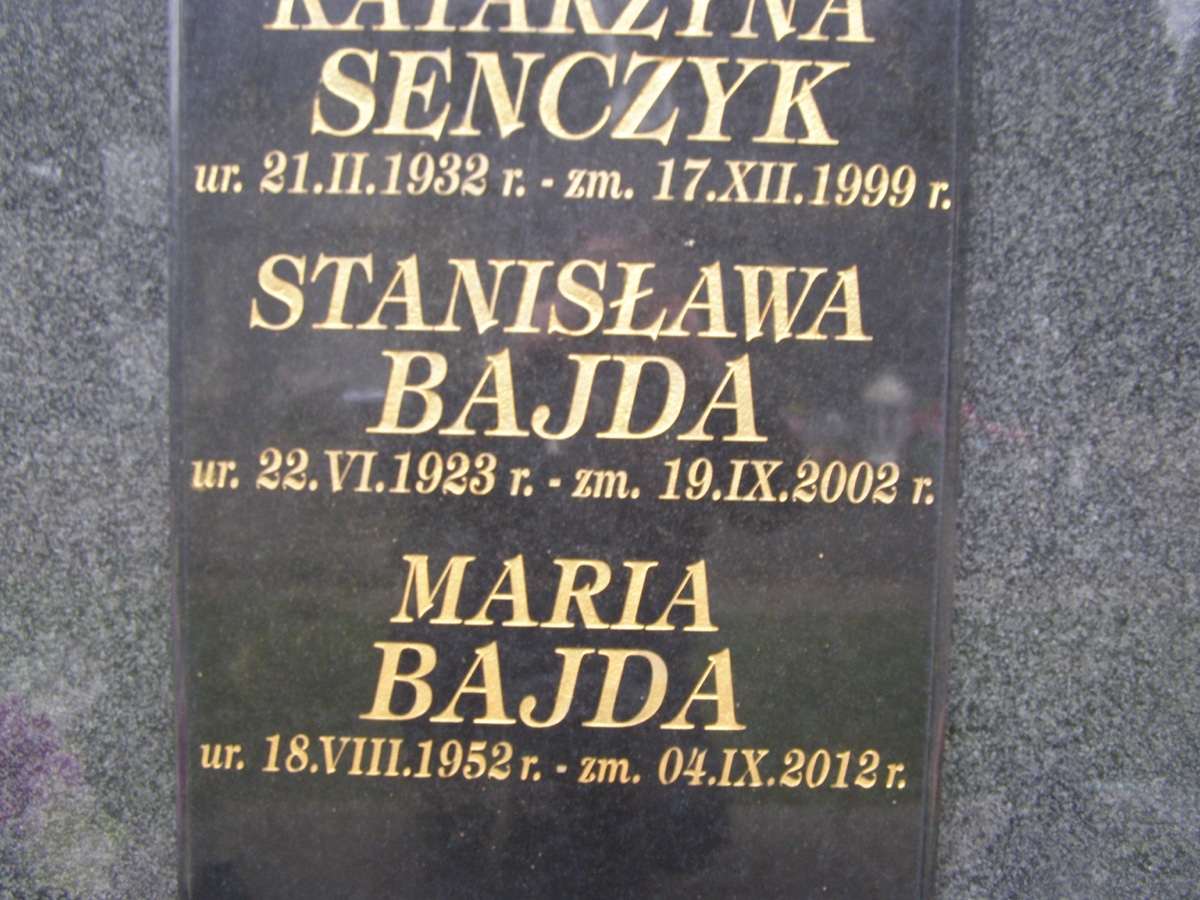 KATARZYNA
SENCZYK
ur. 21.II.1932 r. - zm. 17.XII.1999 r.
STANISŁAWA
BAJDA
ur. 22.VI.1923 r. - zm. 19.IX.2002 r.
MARIA
BAJDA
ur. 18.VIII.1952 r. - zm. 04.IX.2012 r.